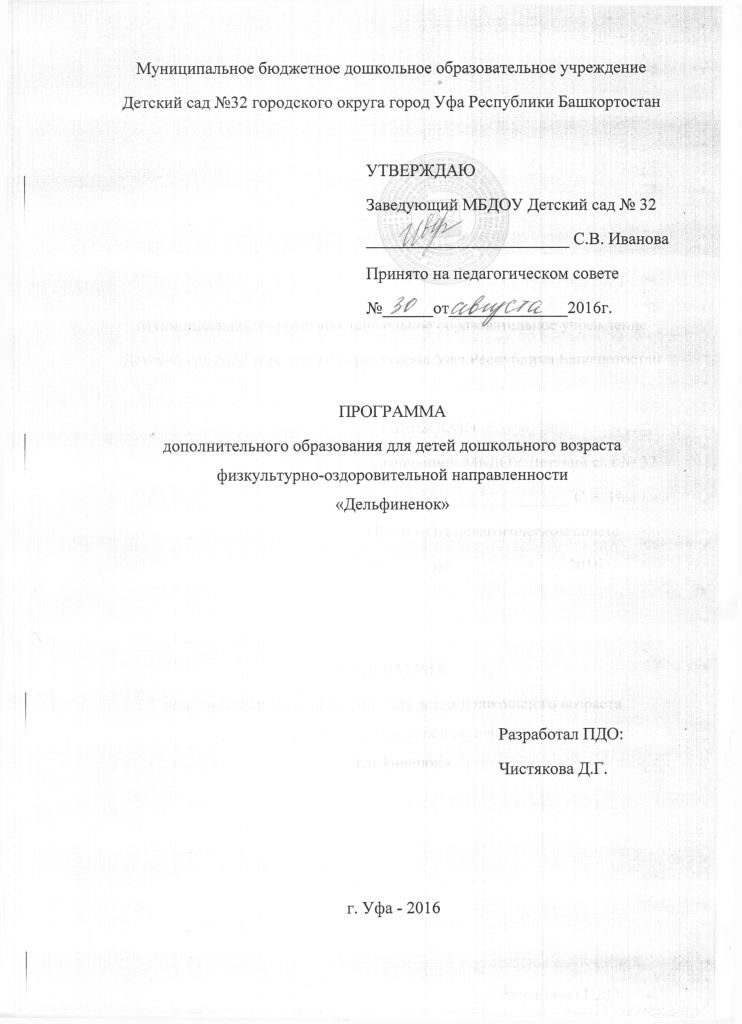 Муниципальное бюджетное дошкольное образовательное учреждение
Детский сад №32 городского округа город Уфа Республики Башкортостан
УТВЕРЖДАЮ
Заведующий МБДОУ Детский сад № 32
________________________ С.В. Иванова
Принято на педагогическом совете
№ 30 от августа 2016г.
ПРОГРАММА
дополнительного образования для детей дошкольного возраста
физкультурно-оздоровительной направленности
«Дельфиненок»
Разработал ПДО:
Чистякова Д.Г.
г. Уфа - 2016